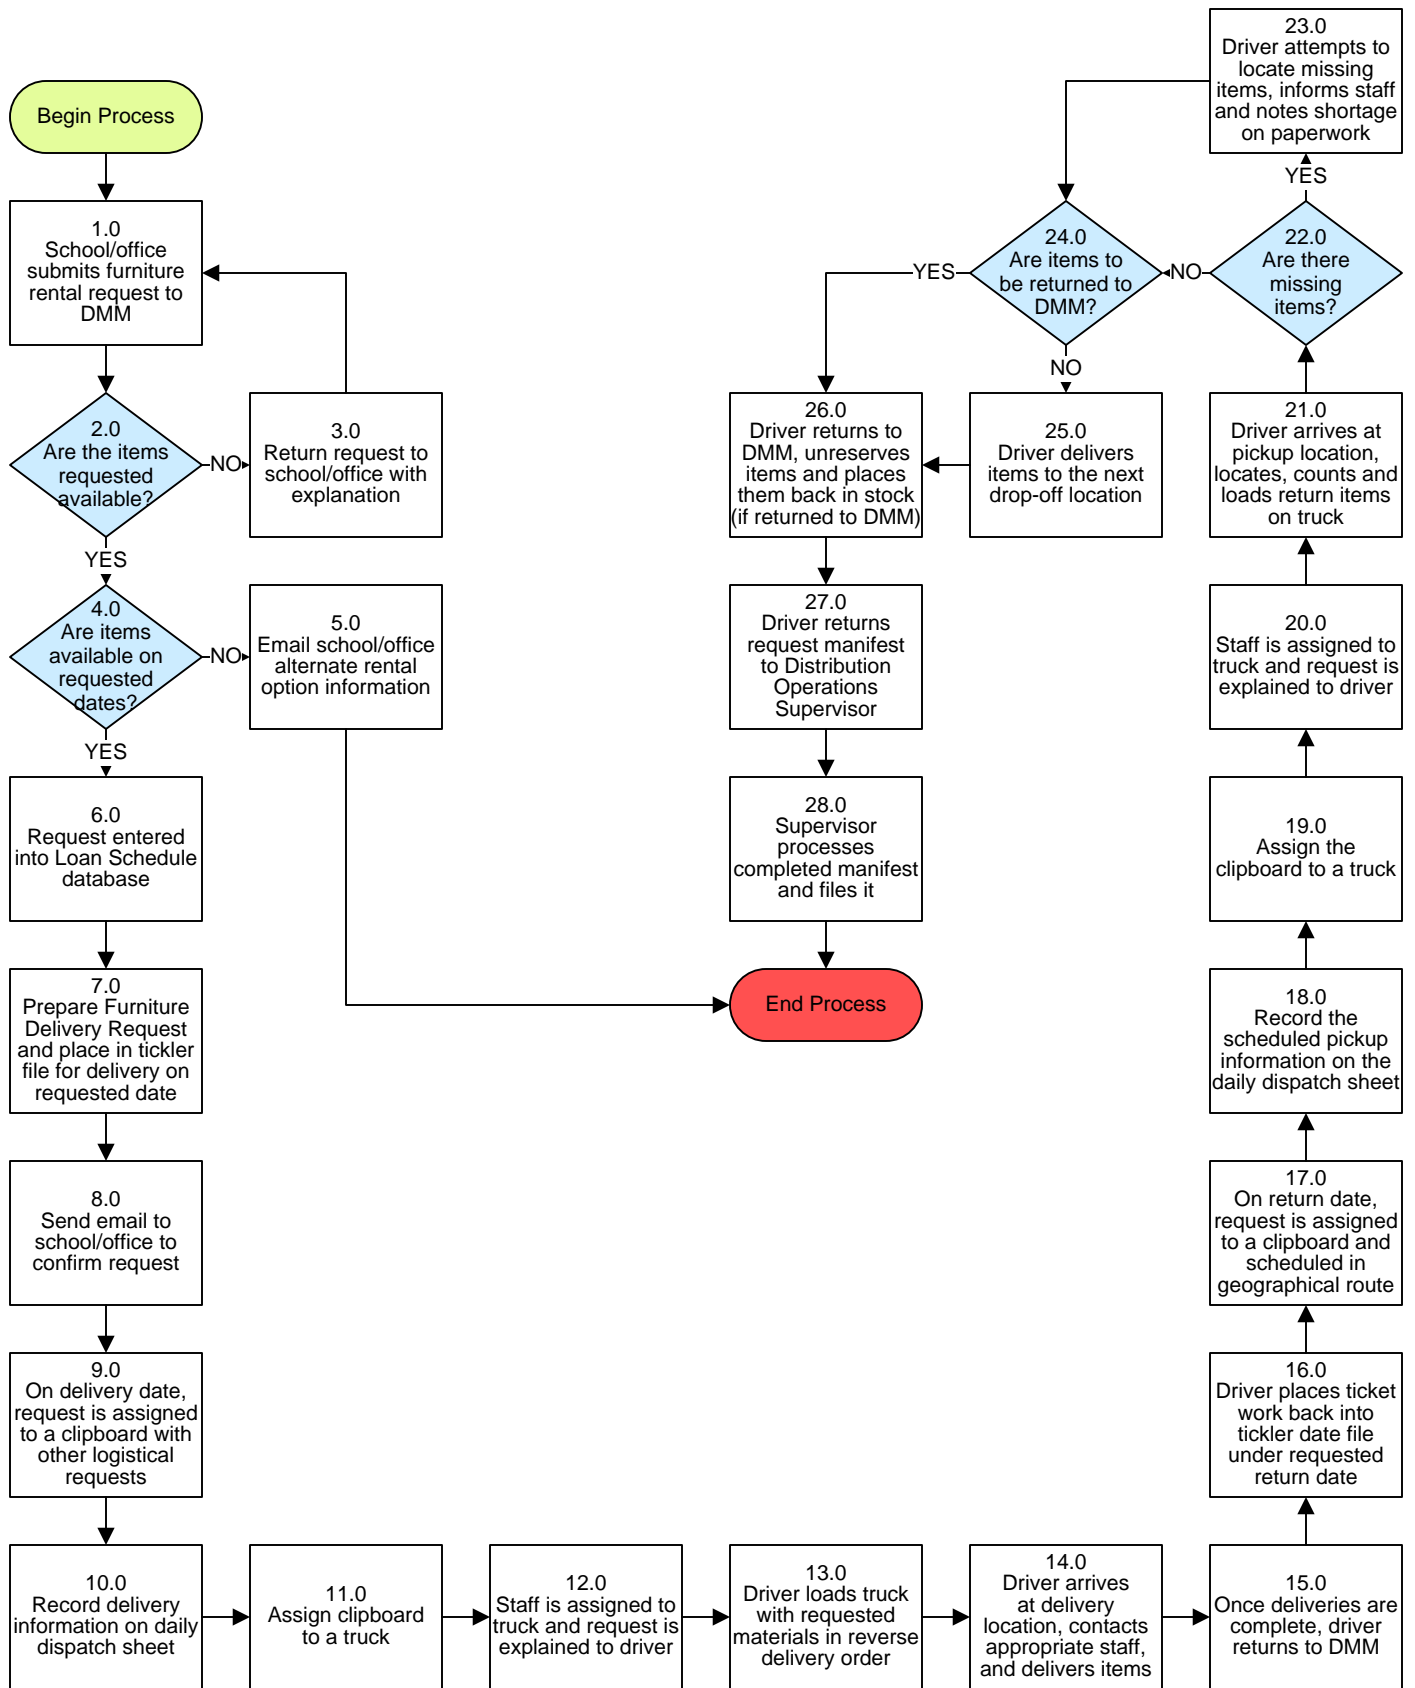 Begin Process
1.0
School/office
submits furniture
rental request to
DMM
2.0
Are the items
requested
available?
NO
3.0
Return request to
school/office with
explanation
YES
4.0
Are items
available on
requested
dates?
NO
5.0
Email school/office
alternate rental
option information
YES
6.0
Request entered
into Loan Schedule
database
7.0
Prepare Furniture
Delivery Request
and place in tickler
file for delivery on
requested date
8.0
Send email to
school/office to
confirm request
9.0
On delivery date,
request is assigned
to a clipboard with
other logistical
requests
10.0
Record delivery
information on daily
dispatch sheet
11.0
Assign clipboard
to a truck
12.0
Staff is assigned to
truck and request is
explained to driver
13.0
Driver loads truck
with requested
materials in reverse
delivery order
14.0
Driver arrives
at delivery
location, contacts
appropriate staff,
and delivers items
15.0
Once deliveries are
complete, driver
returns to DMM
16.0
Driver places ticket
work back into
tickler date file
under requested
return date
17.0
On return date,
request is assigned
to a clipboard and
scheduled in
geographical route
18.0
Record the
scheduled pickup
information on the
daily dispatch sheet
19.0
Assign the
clipboard to a truck
20.0
Staff is assigned to
truck and request is
explained to driver
21.0
Driver arrives at
pickup location,
locates, counts and
loads return items
on truck
22.0
Are there
missing
items?
YES
23.0
Driver attempts to
locate missing
items, informs staff
and notes shortage
on paperwork
NO
24.0
Are items to
be returned to
DMM?
NO
25.0
Driver delivers
items to the next
drop-off location
YES
26.0
Driver returns to
DMM, unreserves
items and places
them back in stock
(if returned to DMM)
27.0
Driver returns
request manifest
to Distribution
Operations
Supervisor
28.0
Supervisor
processes
completed manifest
and files it
End Process